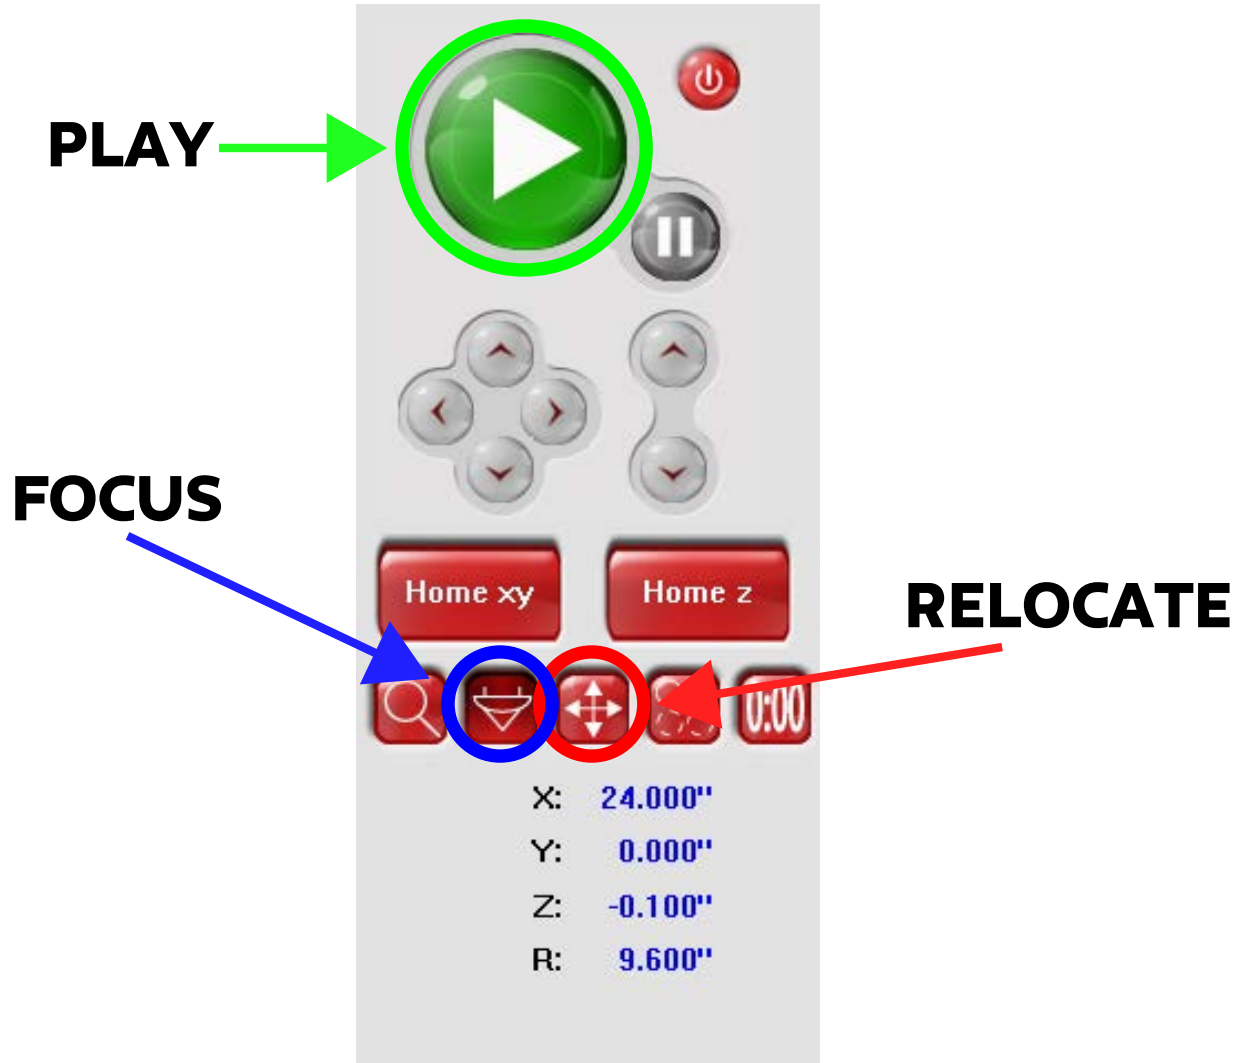 PLAY
FOCUS
Home xy
Home z
RELOCATE
0:00
X: 24.000"
Y: 0.000"
Z: -0.100"
R: 9.600"